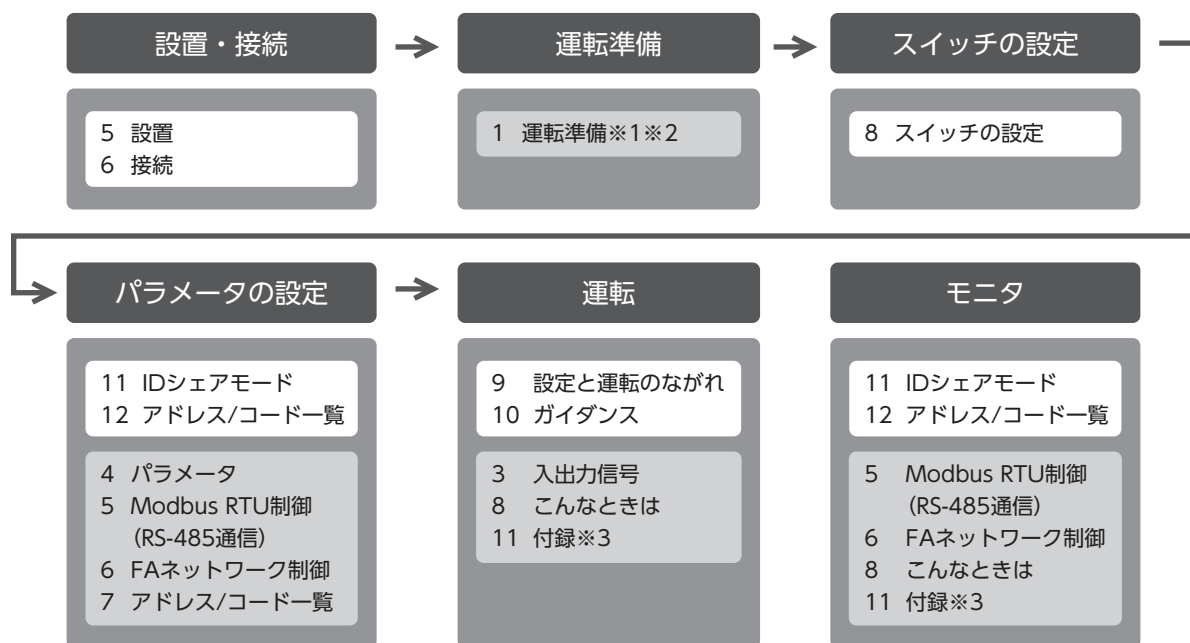 設置・接続
5 設置
6 接続
運転準備
1 運転準備※1※2
スイッチの設定
8 スイッチの設定
パラメータの設定
11 IDシェアモード
12 アドレス/コード一覧
4 パラメータ
5 Modbus RTU制御
(RS-485通信)
6 FAネットワーク制御
7 アドレス/コード一覧
運転
9 設定と運転のながれ
10 ガイダンス
3 入出力信号
8 こんなときは
11 付録※3
モニタ
11 IDシェアモード
12 アドレス/コード一覧
5 Modbus RTU制御
(RS-485通信)
6 FAネットワーク制御
8 こんなときは
11 付録※3